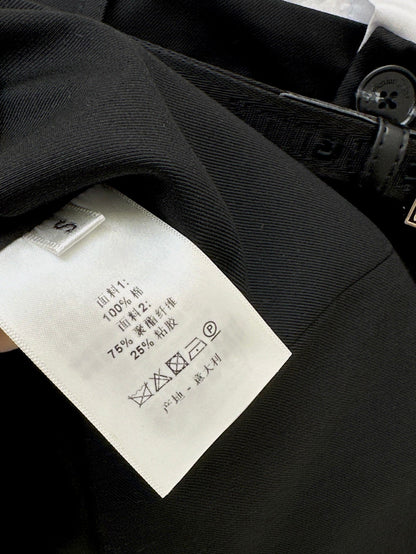 S
面料1:
100% 棉
面料2:
75% 聚酯纤维
25% 粘胶
P
产地 - 意大利